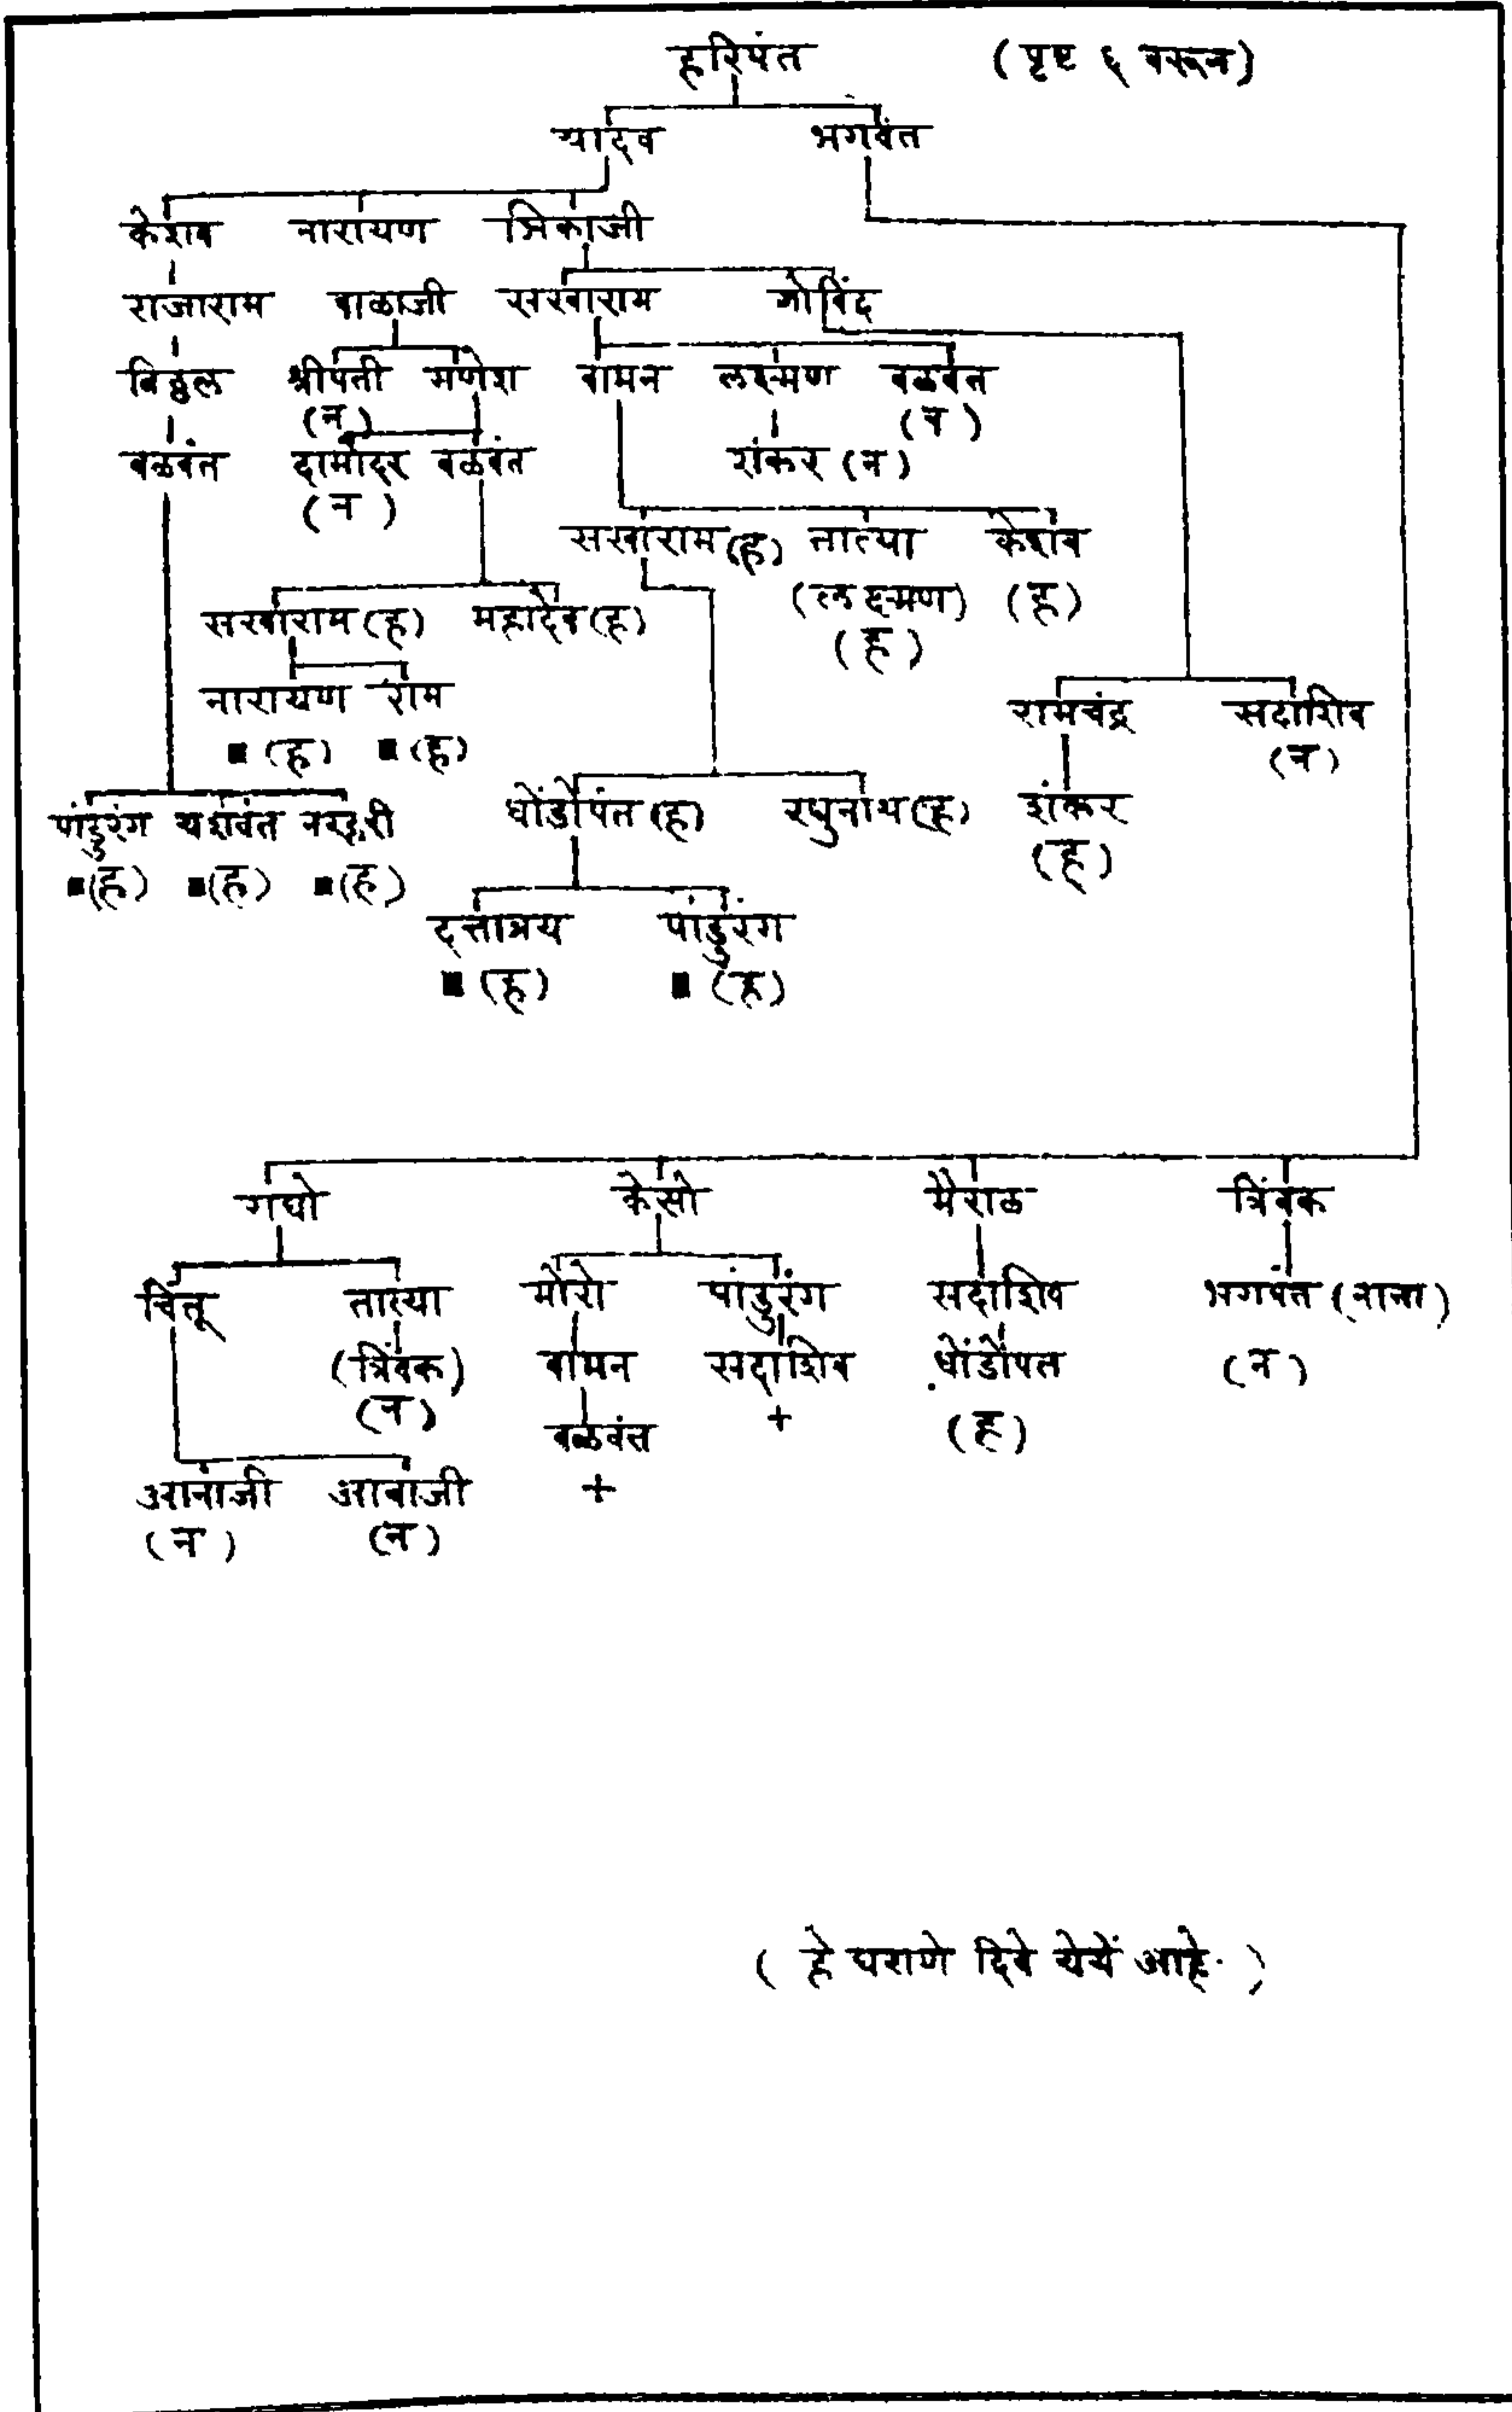 हरिपंत (पृष्ट ६ वरून)
यादव भगवंत
केशव नारायण भिकाजी
राजाराम बाळाजी सखाराम गोविंद
विठ्ठल श्रीपती गणेश वामन लक्ष्मण बळवंत
(न) (न)
बळवंत दामोदर बळवंत शंकर (न)
(न)
सखाराम (ह) तात्या केशव
(लक्ष्मण) (ह)
सखाराम (ह) महादेव (ह)
(ह)
नारायण राम रामचंद्र सदाशिव
■ (ह) ■ (ह) (न)
पांडुरंग यशवंत नरहरी धोंडोपंत (ह) रघुनाथ (ह) शंकर
■(ह) ■(ह) ■(ह) (ह)
दत्तात्रय पांडुरंग
■ (ह) ■ (ह)
केसो मैराळ त्रिंबक
चिंतू तात्या मोरो पांडुरंग सदाशिव भगवंत (नाना)
(त्रिंबक) वामन सदाशिव धोंडोपंत (न)
(न) बळवंत + (ह)
आनाजी आबाजी +
(न) (न)
( हे घराणे दिवे येथें आहे. )